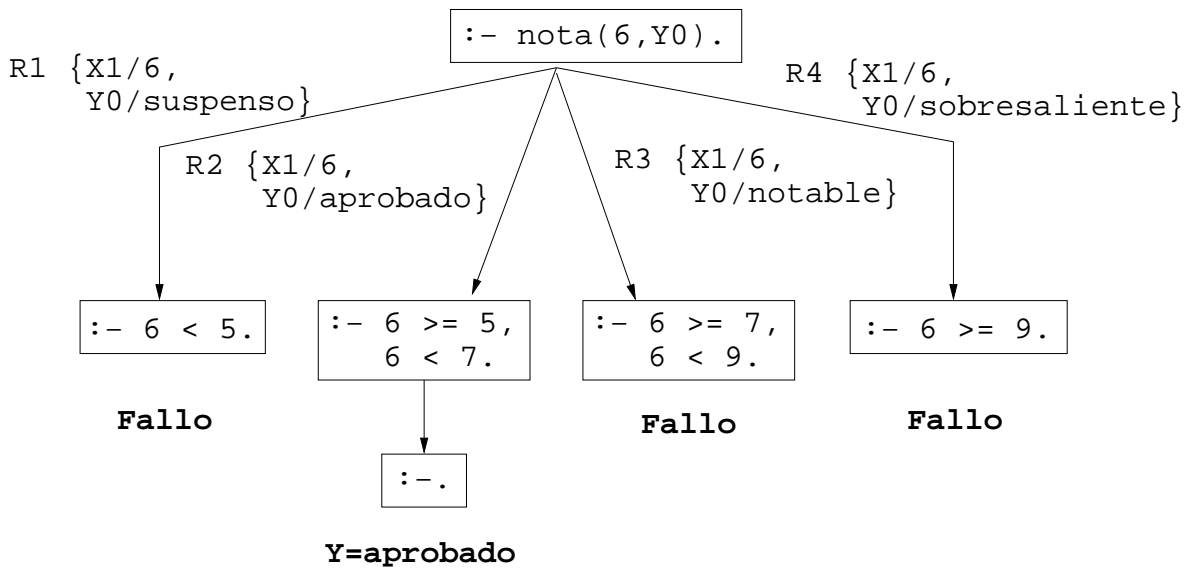 :- nota(6,Y0).
R1 {X1/6,
Y0/suspenso}
R4 {X1/6,
Y0/sobresaliente}
R2 {X1/6,
Y0/aprobado}
R3 {X1/6,
Y0/notable}
:- 6 < 5.
:- 6 >= 5,
6 < 7.
:- 6 >= 7,
6 < 9.
:- 6 >= 9.
Fallo
Fallo
Fallo
:-.
Y=aprobado